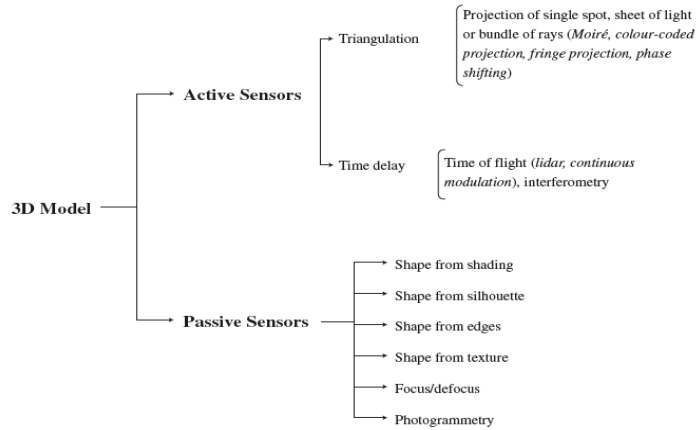 Projection of single spot, sheet of light
or bundle of rays (Moiré, colour-coded
projection, fringe projection, phase
shifting)
Triangulation
Active Sensors
Time delay
Time of flight (lidar, continuous
modulation), interferometry
3D Model
Shape from shading
Shape from silhouette
Passive Sensors
Shape from edges
Shape from texture
Focus/defocus
Photogrammetry